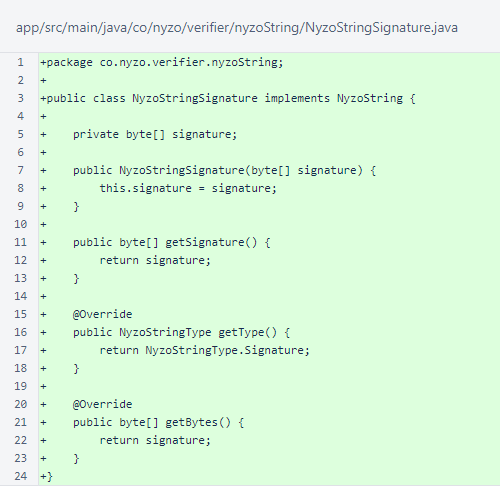 app/src/main/java/co/nyzo/verifier/nyzoString/NyzoStringSignature.java
1 +package co.nyzo.verifier.nyzoString;
2 +
3 +public class NyzoStringSignature implements NyzoString {
4 +
5 +    private byte[] signature;
6 +
7 +    public NyzoStringSignature(byte[] signature) {
8 +        this.signature = signature;
9 +    }
10 +
11 +    public byte[] getSignature() {
12 +        return signature;
13 +    }
14 +
15 +    @Override
16 +    public NyzoStringType getType() {
17 +        return NyzoStringType.Signature;
18 +    }
19 +
20 +    @Override
21 +    public byte[] getBytes() {
22 +        return signature;
23 +    }
24 +}